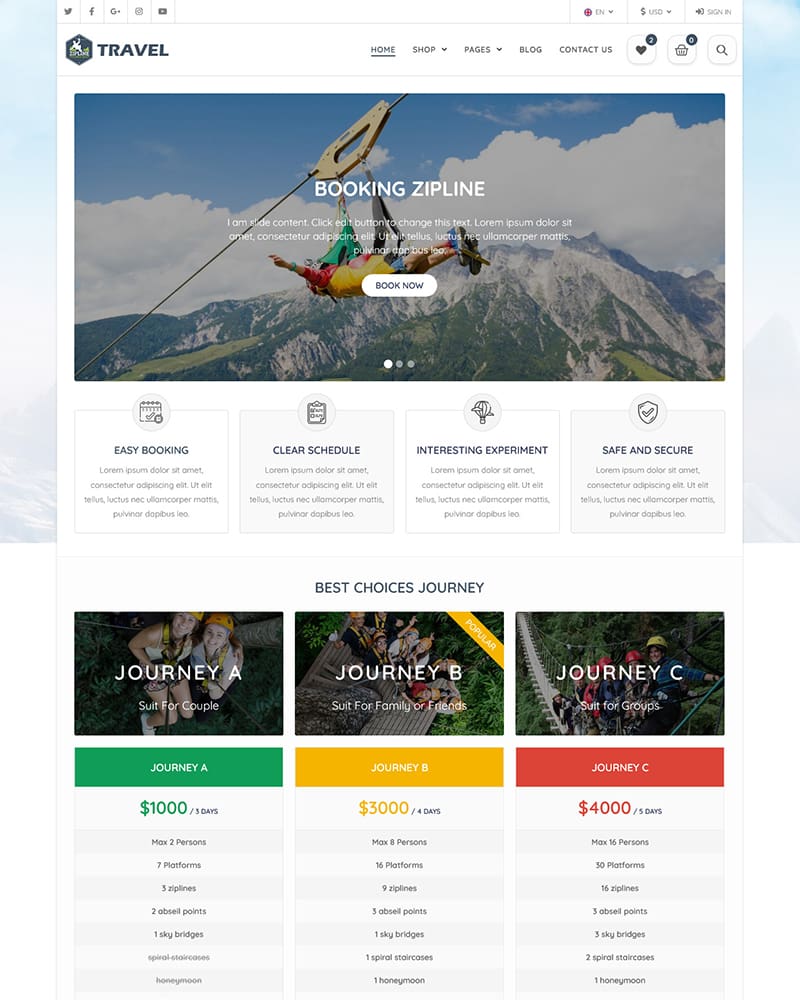 EN
$ USD
SIGN IN
ZIPLINE
TRAVEL
HOME
SHOP
PAGES
BLOG
CONTACT US
2
0
BOOKING ZIPLINE
I am slide content. Click edit button to change this text. Lorem ipsum dolor sit
amet, consectetur adipiscing elit. Ut elit tellus, luctus nec ullamcorper mattis,
pulvinar dapibus leo.
BOOK NOW
EASY BOOKING
Lorem ipsum dolor sit amet,
consectetur adipiscing elit. Ut elit
tellus, luctus nec ullamcorper mattis,
pulvinar dapibus leo.
CLEAR SCHEDULE
Lorem ipsum dolor sit amet,
consectetur adipiscing elit. Ut elit
tellus, luctus nec ullamcorper mattis,
pulvinar dapibus leo.
INTERESTING EXPERIMENT
Lorem ipsum dolor sit amet,
consectetur adipiscing elit. Ut elit
tellus, luctus nec ullamcorper mattis,
pulvinar dapibus leo.
SAFE AND SECURE
Lorem ipsum dolor sit amet,
consectetur adipiscing elit. Ut elit
tellus, luctus nec ullamcorper mattis,
pulvinar dapibus leo.
BEST CHOICES JOURNEY
JOURNEY A
Suit For Couple
POPULAR
JOURNEY B
Suit For Family or Friends
JOURNEY C
Suit for Groups
JOURNEY A
$1000 / 3 DAYS
Max 2 Persons
7 Platforms
3 ziplines
2 abseil points
1 sky bridges
spiral staircases
honeymoon
JOURNEY B
$3000 / 4 DAYS
Max 8 Persons
16 Platforms
9 ziplines
3 abseil points
1 sky bridges
1 spiral staircases
1 honeymoon
JOURNEY C
$4000 / 5 DAYS
Max 16 Persons
30 Platforms
16 ziplines
3 abseil points
3 sky bridges
2 spiral staircases
1 honeymoon